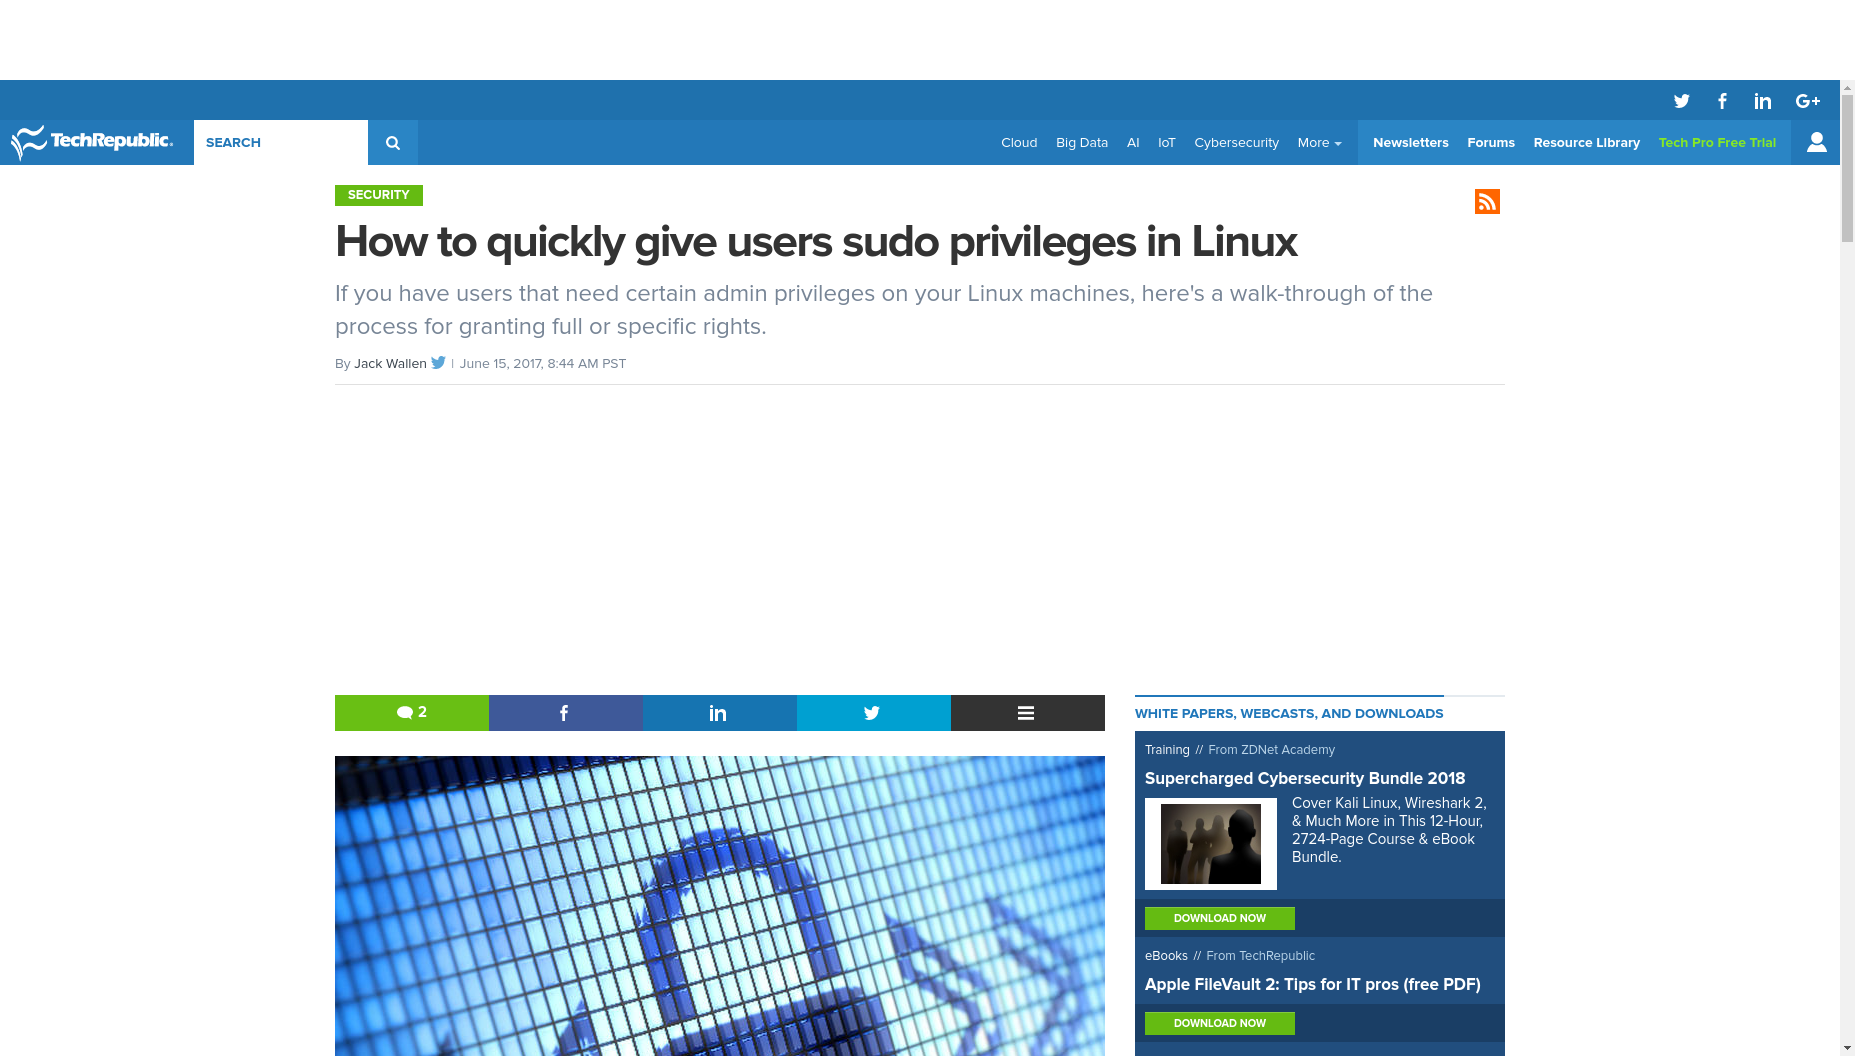 TechRepublic.
SEARCH
Cloud Big Data AI IoT Cybersecurity More Newsletters Forums Resource Library Tech Pro Free Trial
SECURITY
How to quickly give users sudo privileges in Linux
If you have users that need certain admin privileges on your Linux machines, here's a walk-through of the
process for granting full or specific rights.
By Jack Wallen | June 15, 2017, 8:44 AM PST
2
WHITE PAPERS, WEBCASTS, AND DOWNLOADS
Training // From ZDNet Academy
Supercharged Cybersecurity Bundle 2018
Cover Kali Linux, Wireshark 2,
& Much More in This 12-Hour,
2724-Page Course & eBook
Bundle.
DOWNLOAD NOW
eBooks // From TechRepublic
Apple FileVault 2: Tips for IT pros (free PDF)
DOWNLOAD NOW